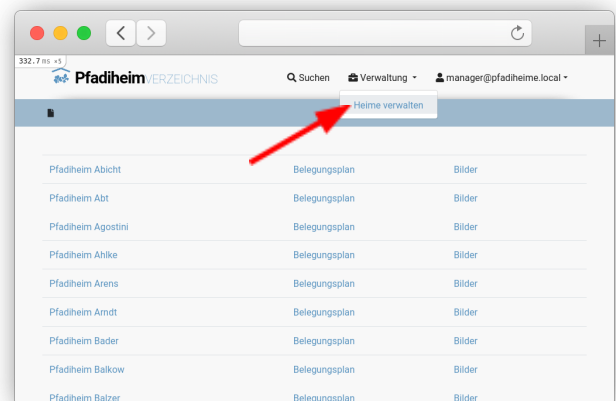 332.7 ms ×5
PfadiheimVERZEICHNIS Suchen Verwaltung manager@pfadiheime.local
Heime verwalten
Pfadiheim Abicht Belegungsplan Bilder
Pfadiheim Abt Belegungsplan Bilder
Pfadiheim Agostini Belegungsplan Bilder
Pfadiheim Ahlke Belegungsplan Bilder
Pfadiheim Arens Belegungsplan Bilder
Pfadiheim Arndt Belegungsplan Bilder
Pfadiheim Bader Belegungsplan Bilder
Pfadiheim Balkow Belegungsplan Bilder
Pfadiheim Balzer Belegungsplan Bilder